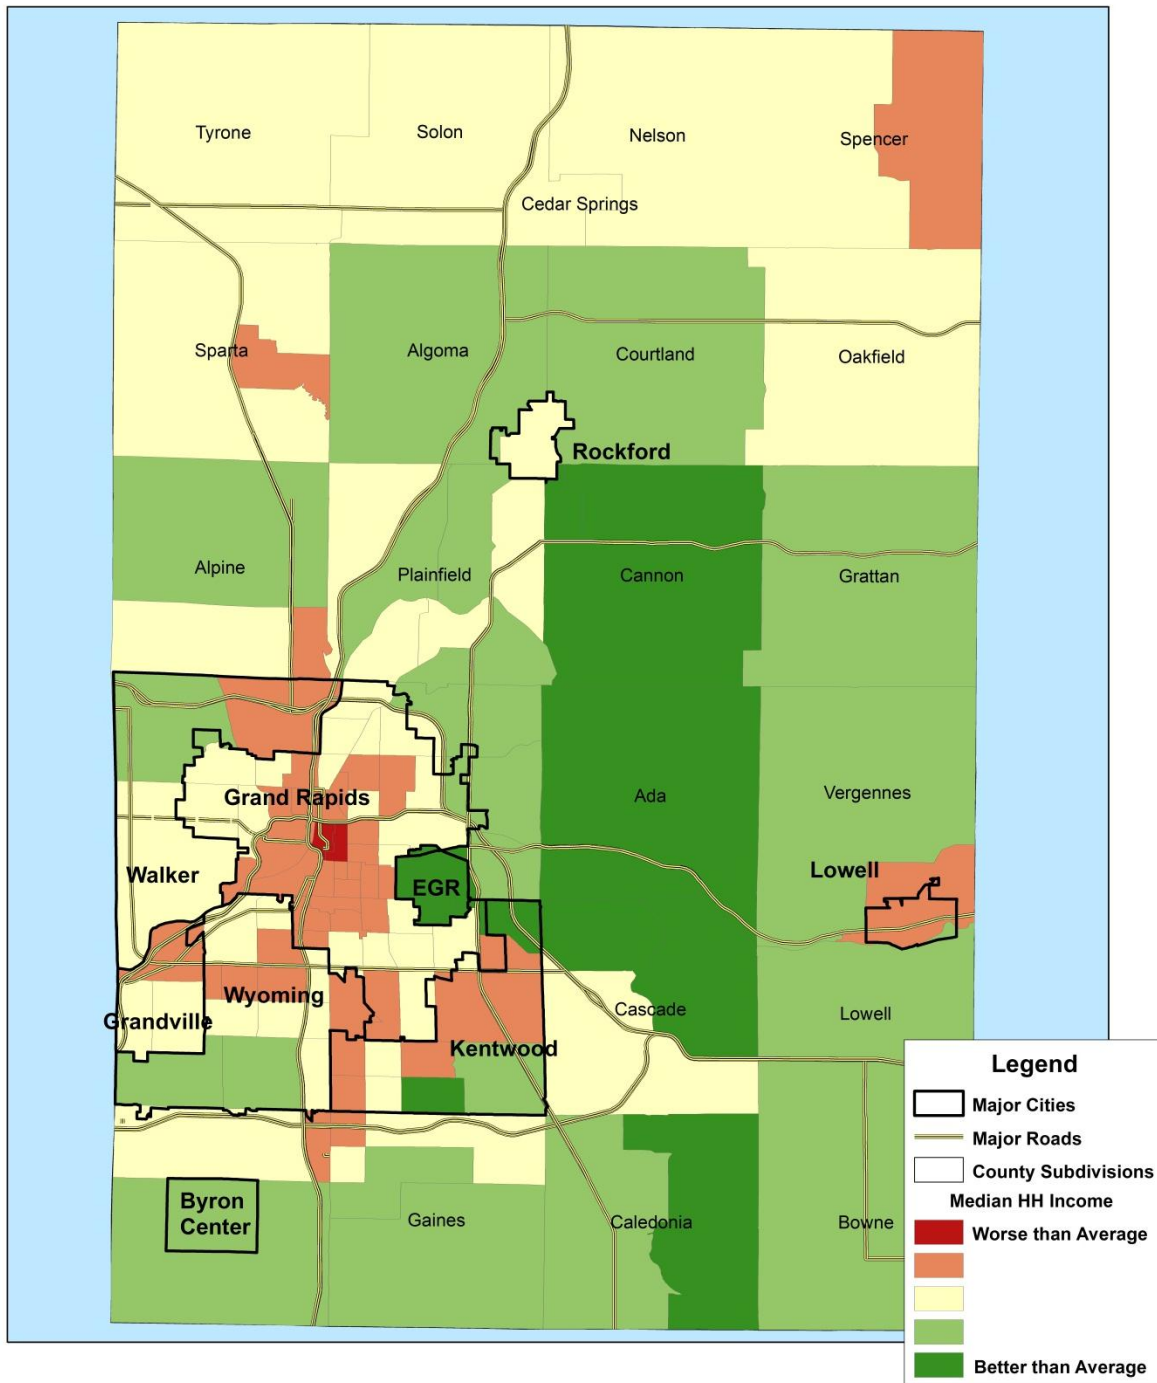 Tyrone
Solon
Nelson
Spencer
Cedar Springs
Sparta
Algoma
Courtland
Oakfield
Rockford
Alpine
Plainfield
Cannon
Grattan
Grand Rapids
Ada
Vergennes
Walker
EGR
Lowell
Wyoming
Grandville
Cascade
Lowell
Kentwood
Byron
Center
Gaines
Caledonia
Bowne
Legend
Major Cities
Major Roads
County Subdivisions
Median HH Income
Worse than Average
Better than Average